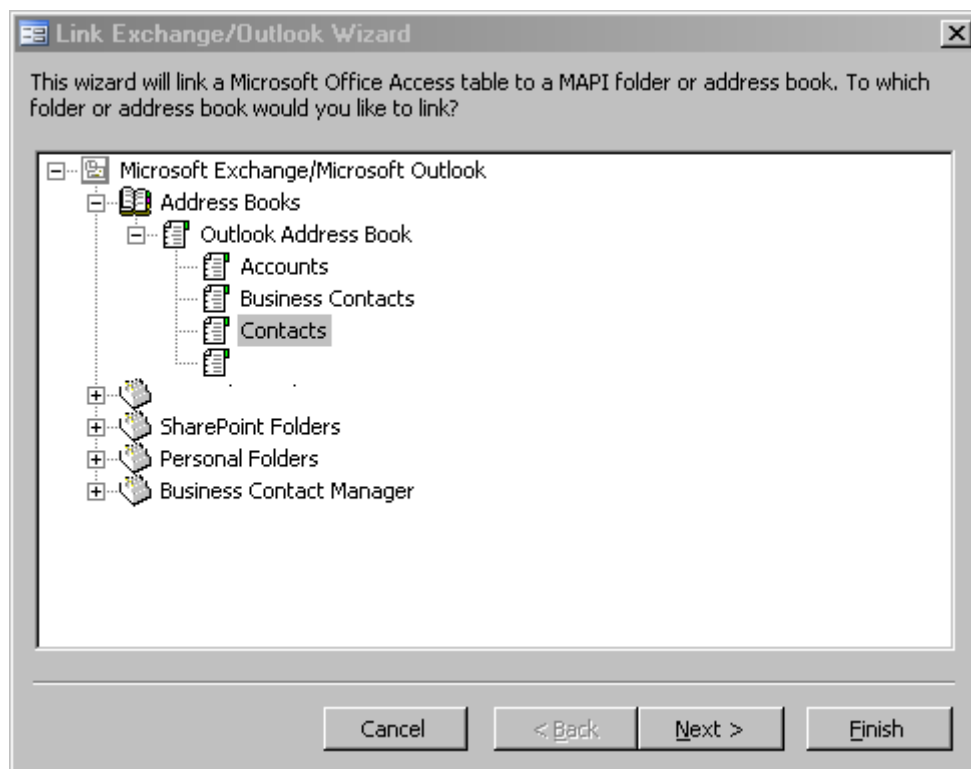 Link Exchange/Outlook Wizard
This wizard will link a Microsoft Office Access table to a MAPI folder or address book. To which
folder or address book would you like to link?
Microsoft Exchange/Microsoft Outlook
Address Books
Outlook Address Book
Accounts
Business Contacts
Contacts
SharePoint Folders
Personal Folders
Business Contact Manager
Cancel < Back Next > Finish